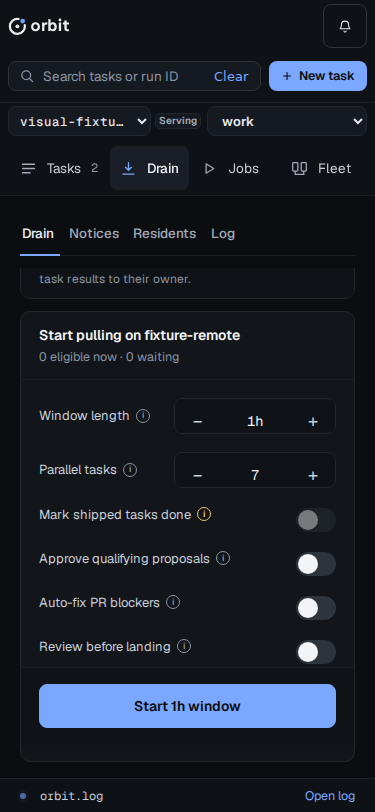 orbit
Search tasks or run ID
Clear
+ New task
visual-fixtu…
Serving
work
Tasks 2
Drain
Jobs
Fleet
Drain
Notices
Residents
Log
task results to their owner.
Start pulling on fixture-remote
0 eligible now · 0 waiting
Window length
− 1h +
Parallel tasks
− 7 +
Mark shipped tasks done
Approve qualifying proposals
Auto-fix PR blockers
Review before landing
Start 1h window
orbit.log
Open log